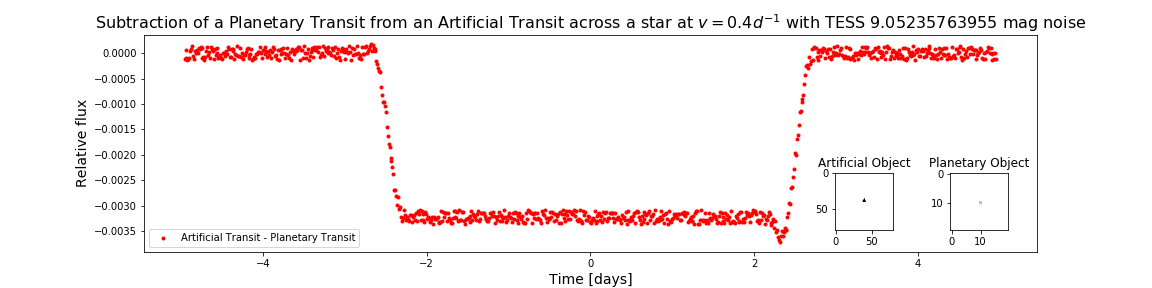 Subtraction of a Planetary Transit from an Artificial Transit across a star at v = 0.4d⁻¹ with TESS 9.05235763955 mag noise
Relative flux
0.0000
−0.0005
−0.0010
−0.0015
−0.0020
−0.0025
−0.0030
−0.0035
Artificial Transit - Planetary Transit
Artificial Object
0
50
0 50
Planetary Object
0
10
0 10
−4 −2 0 2 4
Time [days]